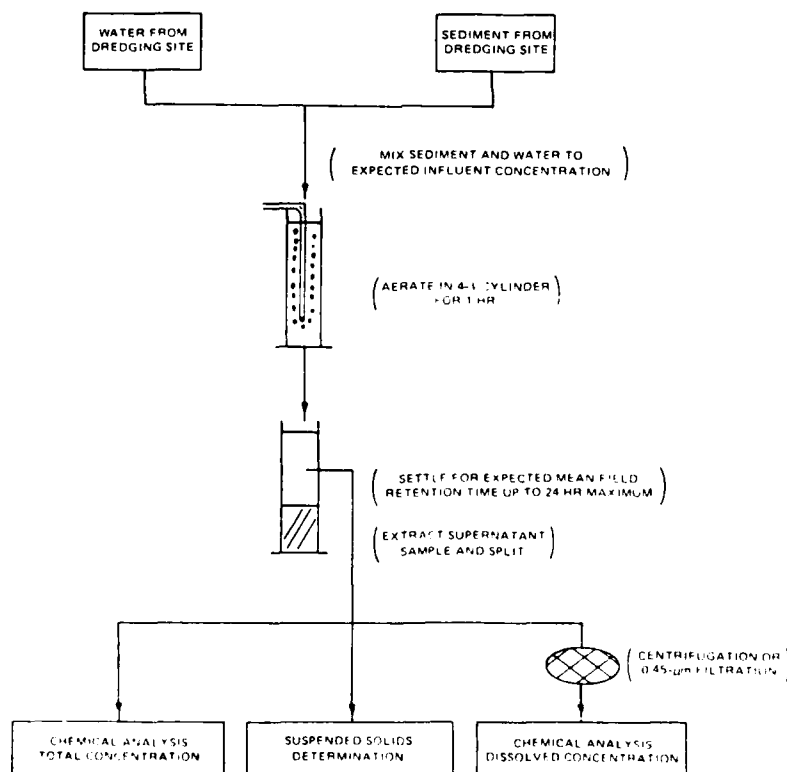 WATER FROM
DREDGING SITE
SEDIMENT FROM
DREDGING SITE
MIX SEDIMENT AND WATER TO
EXPECTED INFLUENT CONCENTRATION
AERATE IN 4-L CYLINDER
FOR 1 HR
SETTLE FOR EXPECTED MEAN FIELD
RETENTION TIME UP TO 24 HR MAXIMUM
EXTRACT SUPERNATANT
SAMPLE AND SPLIT
CENTRIFUGATION OR
0.45-µm FILTRATION
CHEMICAL ANALYSIS
TOTAL CONCENTRATION
SUSPENDED SOLIDS
DETERMINATION
CHEMICAL ANALYSIS
DISSOLVED CONCENTRATION